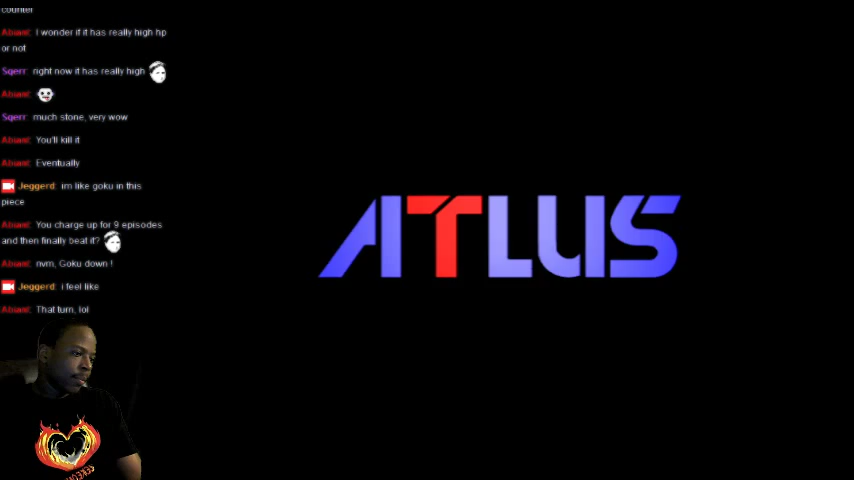 counter
Abiant: I wonder if it has really high hp
or not
Sqerr: right now it has really high
Abiant:
Sqerr: much stone, very wow
Abiant: You'll kill it
Abiant: Eventually
Jeggerd: im like goku in this
piece
Abiant: You charge up for 9 episodes
and then finally beat it?
Abiant: nvm, Goku down !
Jeggerd: i feel like
Abiant: That turn, lol
ATLUS